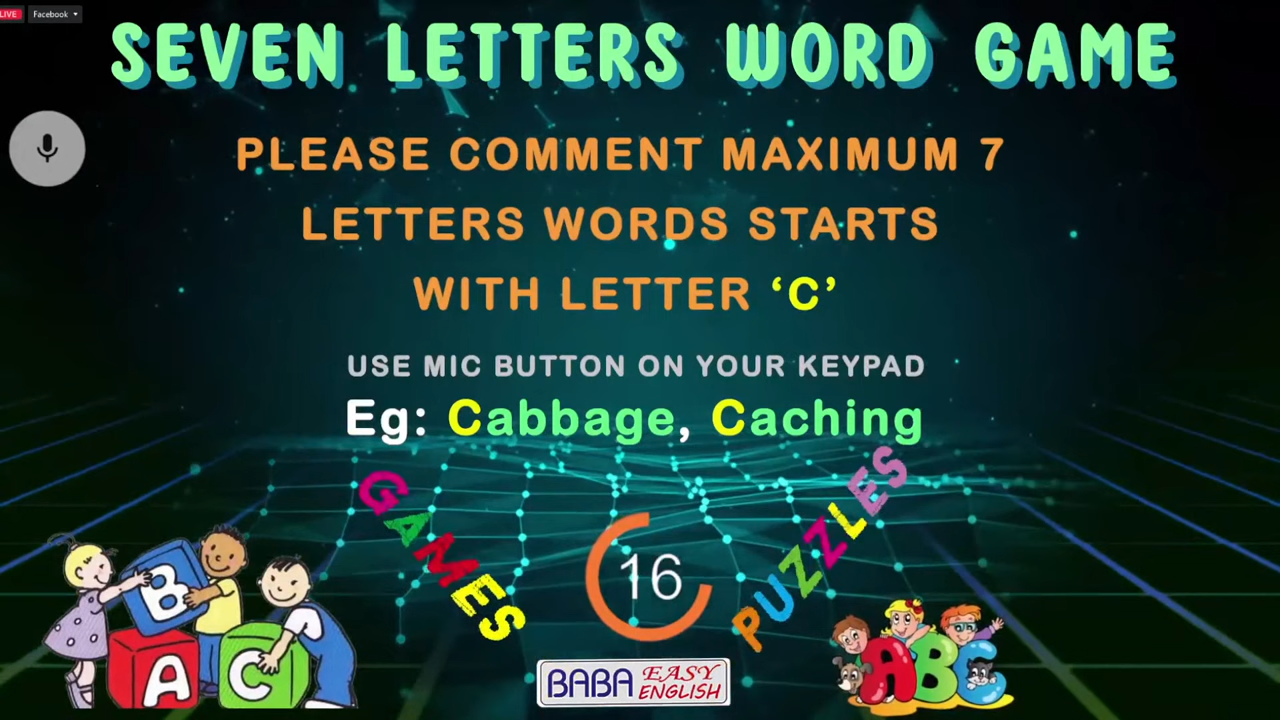 LIVE Facebook
SEVEN LETTERS WORD GAME
PLEASE COMMENT MAXIMUM 7
LETTERS WORDS STARTS
WITH LETTER ‘C’
USE MIC BUTTON ON YOUR KEYPAD
Eg: Cabbage, Caching
GAMES
PUZZLES
16
B
A C
ABC
BABA EASY ENGLISH